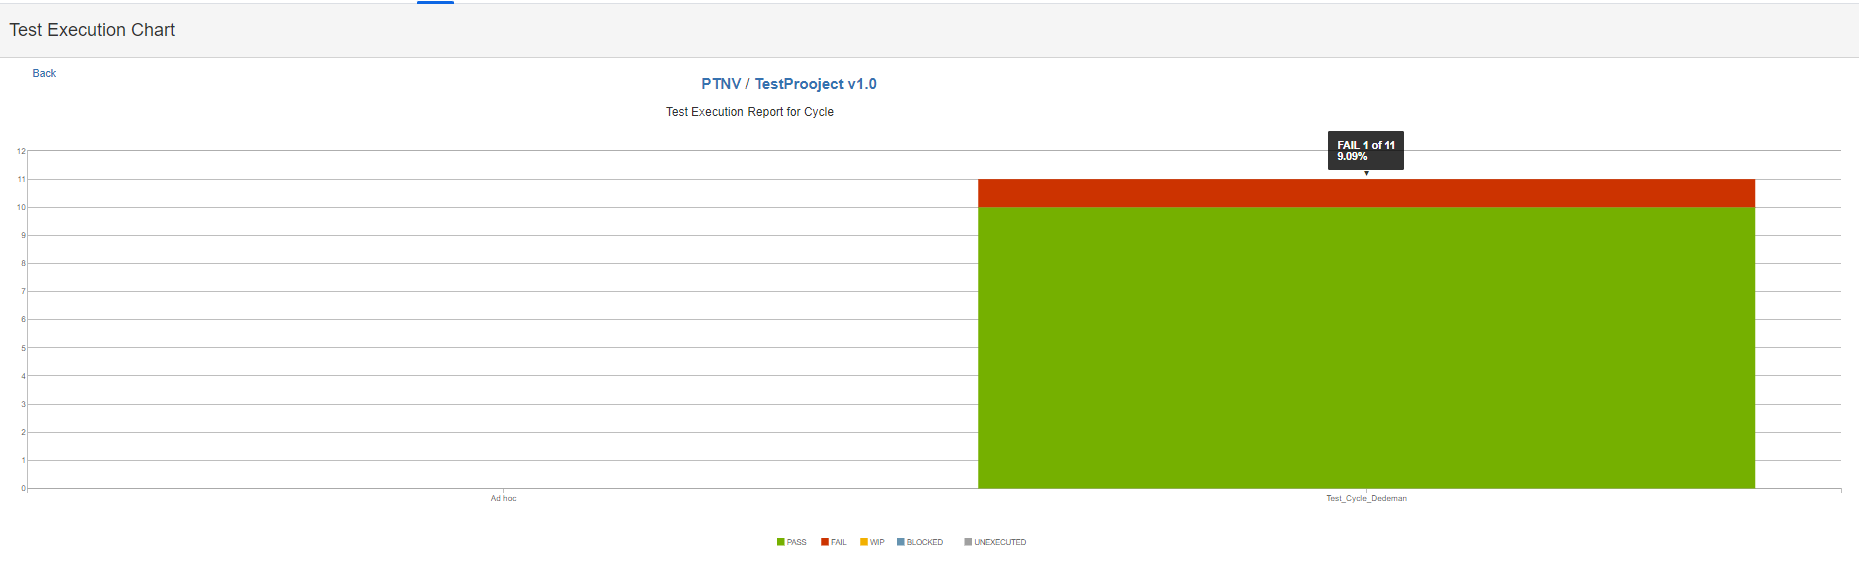 Test Execution Chart
Back
PTNV / TestProoject v1.0
Test Execution Report for Cycle
FAIL 1 of 11
9.09%
12
11
10
9
8
7
6
5
4
3
2
1
0
Ad hoc
Test_Cycle_Dedeman
PASS FAIL WIP BLOCKED UNEXECUTED